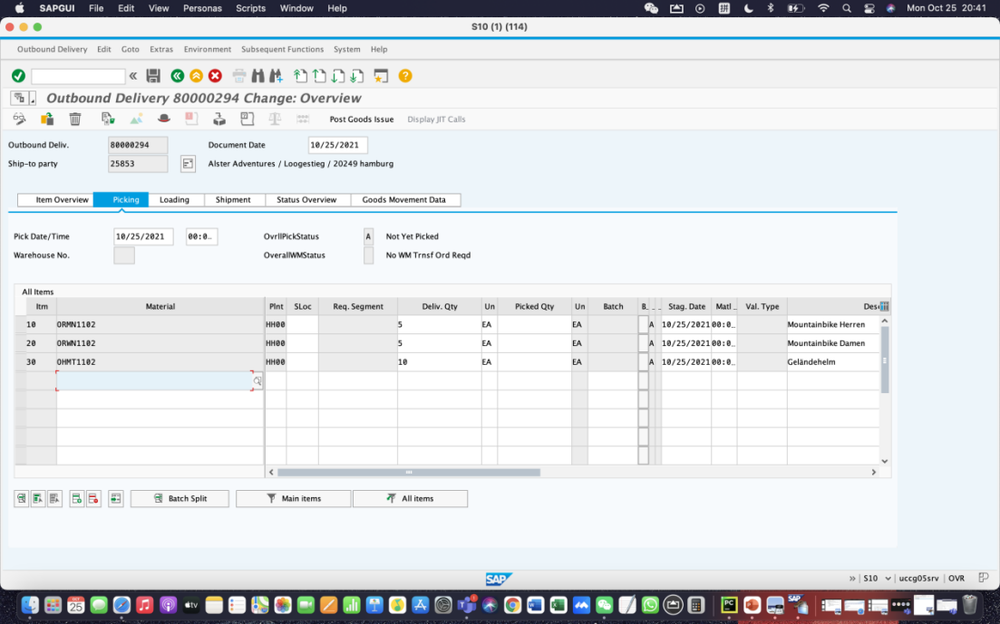 SAPGUI File Edit View Personas Scripts Window Help Mon Oct 25 20:41
S10 (1) (114)
Outbound Delivery Edit Goto Extras Environment Subsequent Functions System Help
Outbound Delivery 80000294 Change: Overview
Post Goods Issue Display JIT Calls
Outbound Deliv. 80000294 Document Date 10/25/2021
Ship-to party 25853 Alster Adventures / Loogestieg / 20249 hamburg
Item Overview Picking Loading Shipment Status Overview Goods Movement Data
Pick Date/Time 10/25/2021 00:0.. OvrllPickStatus A Not Yet Picked
Warehouse No. OverallWMStatus No WM Trnsf Ord Reqd
All Items
Itm Material Plnt SLoc Req. Segment Deliv. Qty Un Picked Qty Un Batch B.. .. .. Stag. Date Matl .. Val. Type Des
10 ORMN1102 HH00 5 EA EA A 10/25/2021 00:0.. Mountainbike Herren
20 ORWN1102 HH00 5 EA EA A 10/25/2021 00:0.. Mountainbike Damen
30 OHMT1102 HH00 10 EA EA A 10/25/2021 00:0.. Geländehelm
Batch Split Main items All items
SAP » S10 uccg05srv OVR